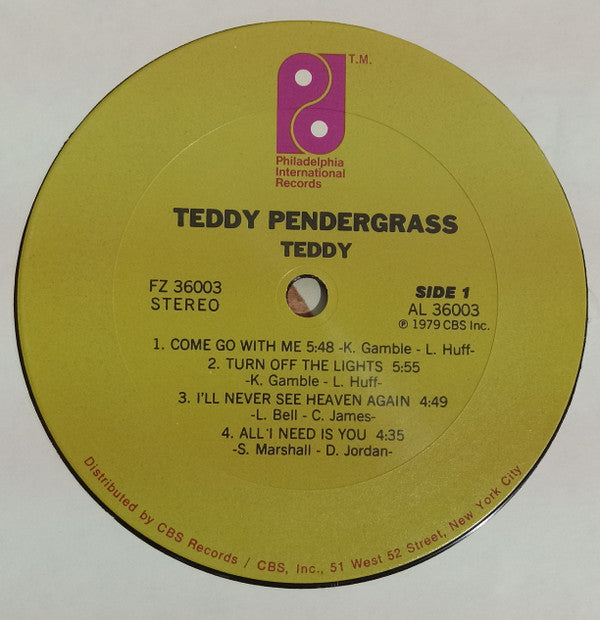 T.M.
Philadelphia
International
Records
TEDDY PENDERGRASS
TEDDY
FZ 36003
STEREO
SIDE 1
AL 36003
℗ 1979 CBS Inc.
1. COME GO WITH ME 5:48 -K. Gamble - L. Huff-
2. TURN OFF THE LIGHTS 5:55
-K. Gamble - L. Huff-
3. I'LL NEVER SEE HEAVEN AGAIN 4:49
-L. Bell - C. James-
4. ALL I NEED IS YOU 4:35
-S. Marshall - D. Jordan-
Distributed by CBS Records / CBS, Inc., 51 West 52 Street, New York City